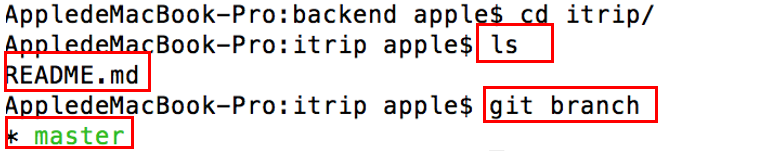 AppledeMacBook-Pro:backend apple$ cd itrip/
AppledeMacBook-Pro:itrip apple$ ls
README.md
AppledeMacBook-Pro:itrip apple$ git branch
* master